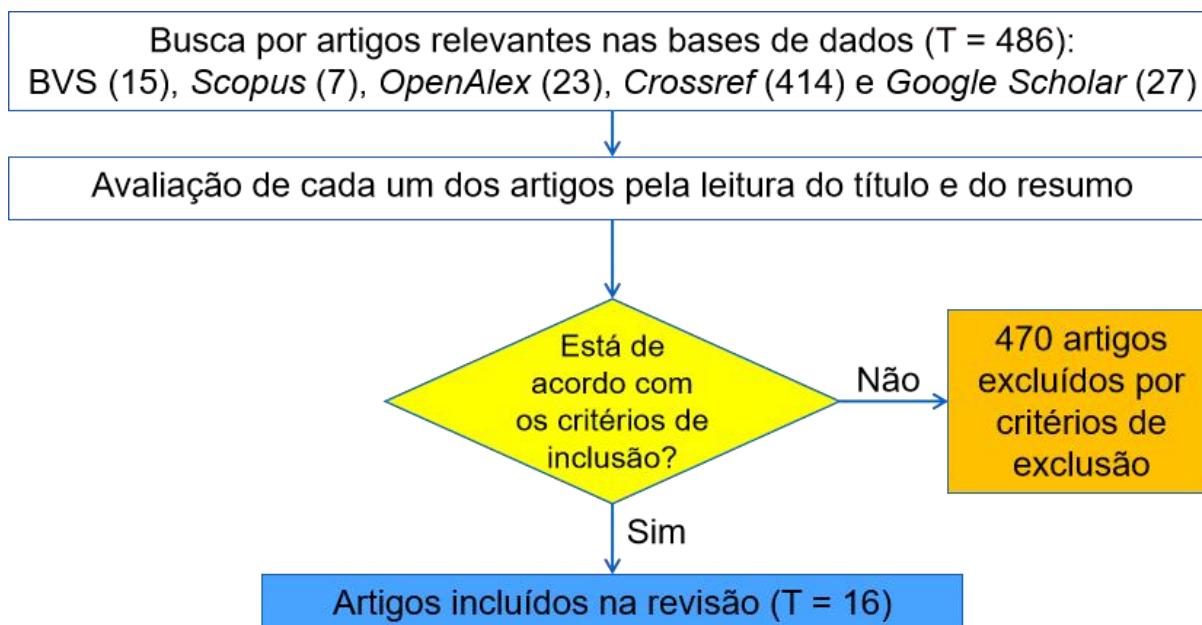 Busca por artigos relevantes nas bases de dados (T = 486):
BVS (15), Scopus (7), OpenAlex (23), Crossref (414) e Google Scholar (27)
Avaliação de cada um dos artigos pela leitura do título e do resumo
Está de
acordo com
os critérios de
inclusão?
Não
470 artigos
excluídos por
critérios de
exclusão
Sim
Artigos incluídos na revisão (T = 16)